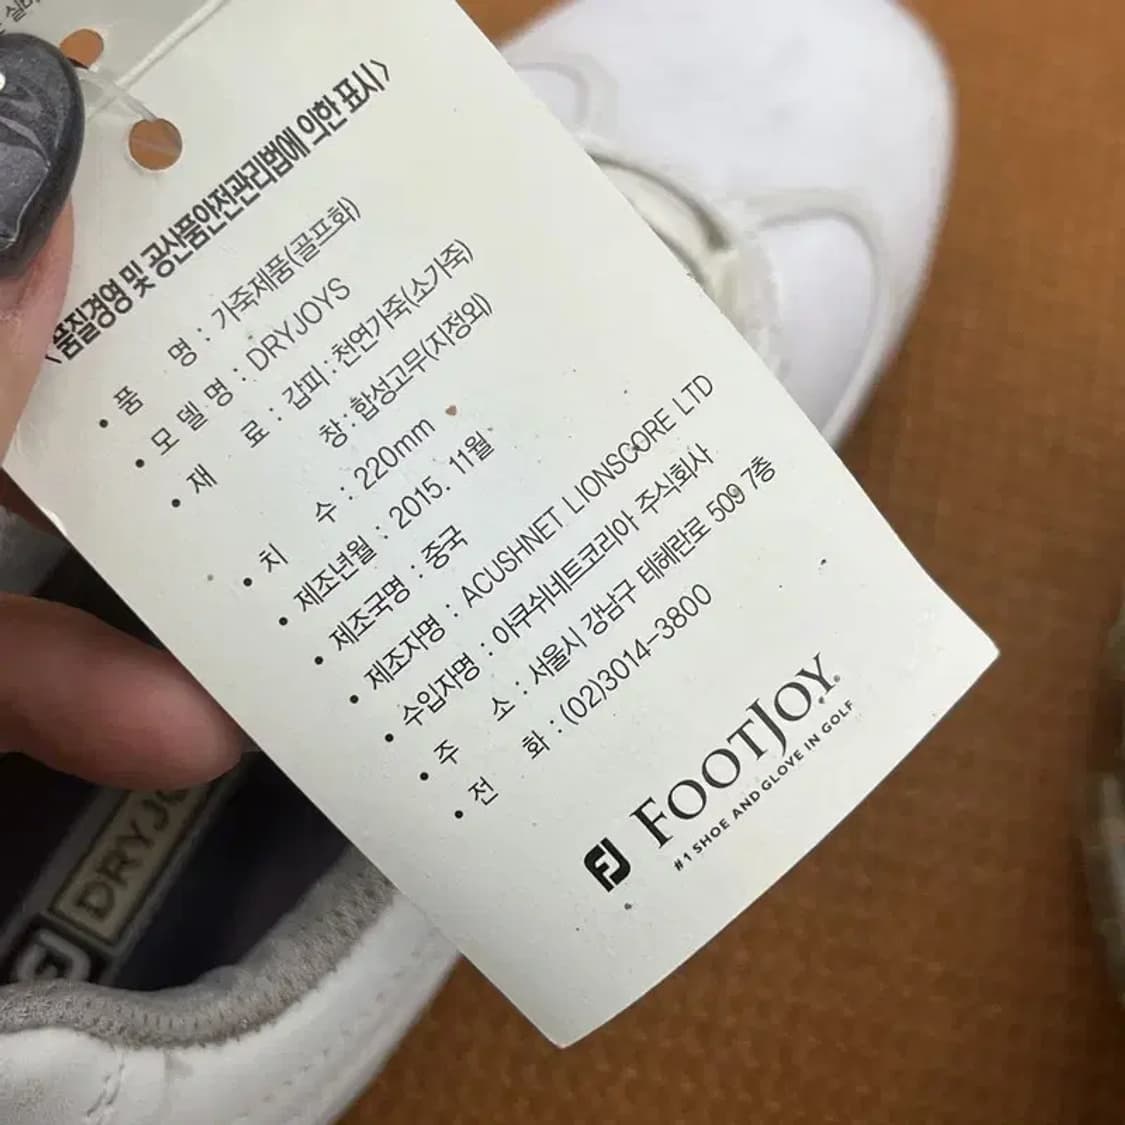 <품질경영 및 공산품안전관리법에 의한 표시>
• 품 명 : 가죽제품(골프화)
• 모 델 명 : DRYJOYS
• 재 료 : 갑피 : 천연가죽(소가죽)
창 : 합성고무(지정외)
• 치 수 : 220mm
• 제조년월 : 2015. 11월
• 제조국명 : 중국
• 제조자명 : ACUSHNET LIONSCORE LTD
• 수입자명 : 아쿠쉬네트코리아 주식회사
• 주 소 : 서울시 강남구 테헤란로 509 7층
• 전 화 : (02)3014-3800
FJ FOOTJOY®
#1 SHOE AND GLOVE IN GOLF
FJ